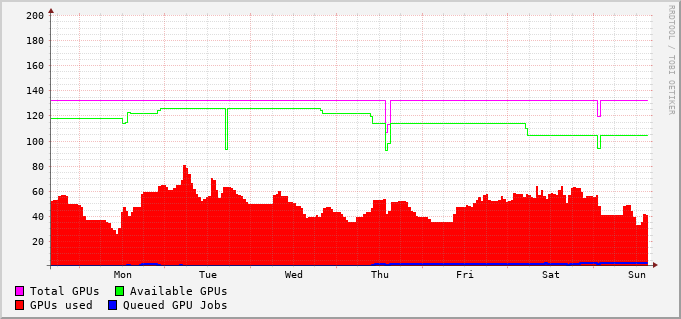 200
180
160
140
120
100
80
60
40
20
Mon Tue Wed Thu Fri Sat Sun
Total GPUs Available GPUs
GPUs used Queued GPU Jobs
RRDTOOL / TOBI OETIKER